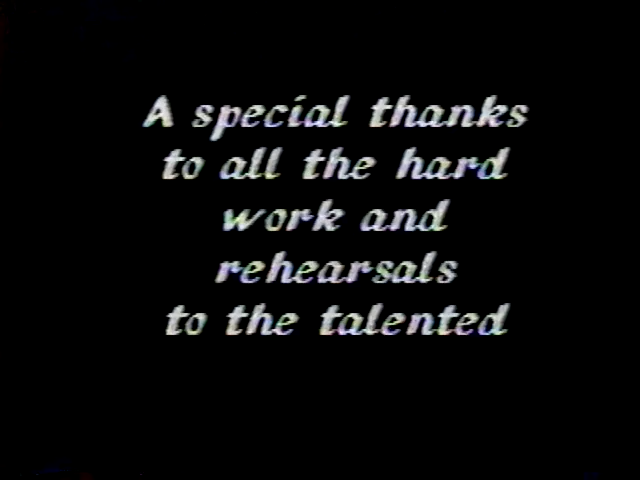 A special thanks
to all the hard
work and
rehearsals
to the talented